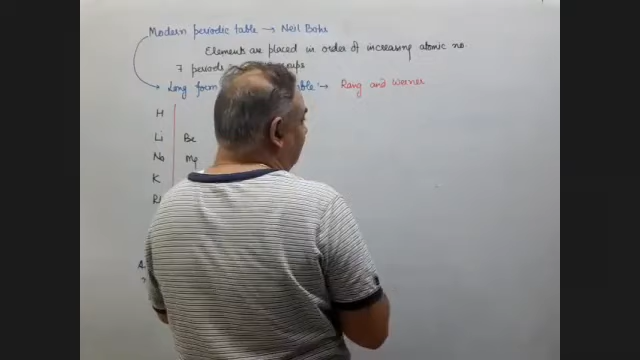 Modern periodic table → Neil Bohr
Elements are placed in order of increasing atomic no
7 periods
Long form → Rang and Werner
H
Li Be
Na Mg
K